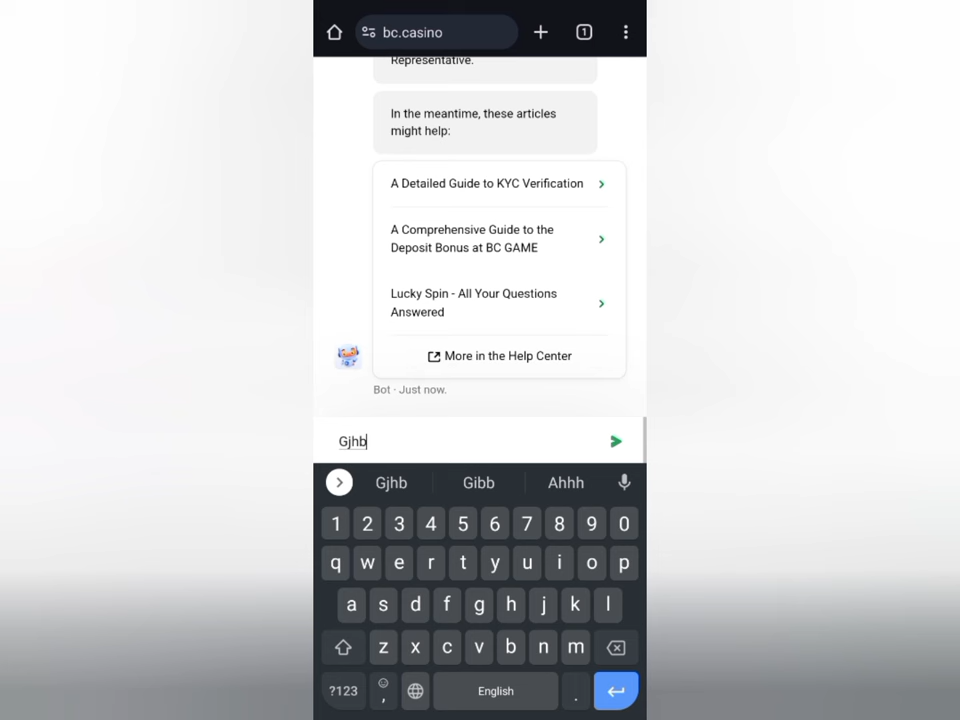 bc.casino
1
Representative.
In the meantime, these articles
might help:
A Detailed Guide to KYC Verification
A Comprehensive Guide to the
Deposit Bonus at BC GAME
Lucky Spin - All Your Questions
Answered
More in the Help Center
Bot · Just now.
Gjhb
Gjhb Gibb Ahhh
1 2 3 4 5 6 7 8 9 0
q w e r t y u i o p
a s d f g h j k l
z x c v b n m
?123 , English .